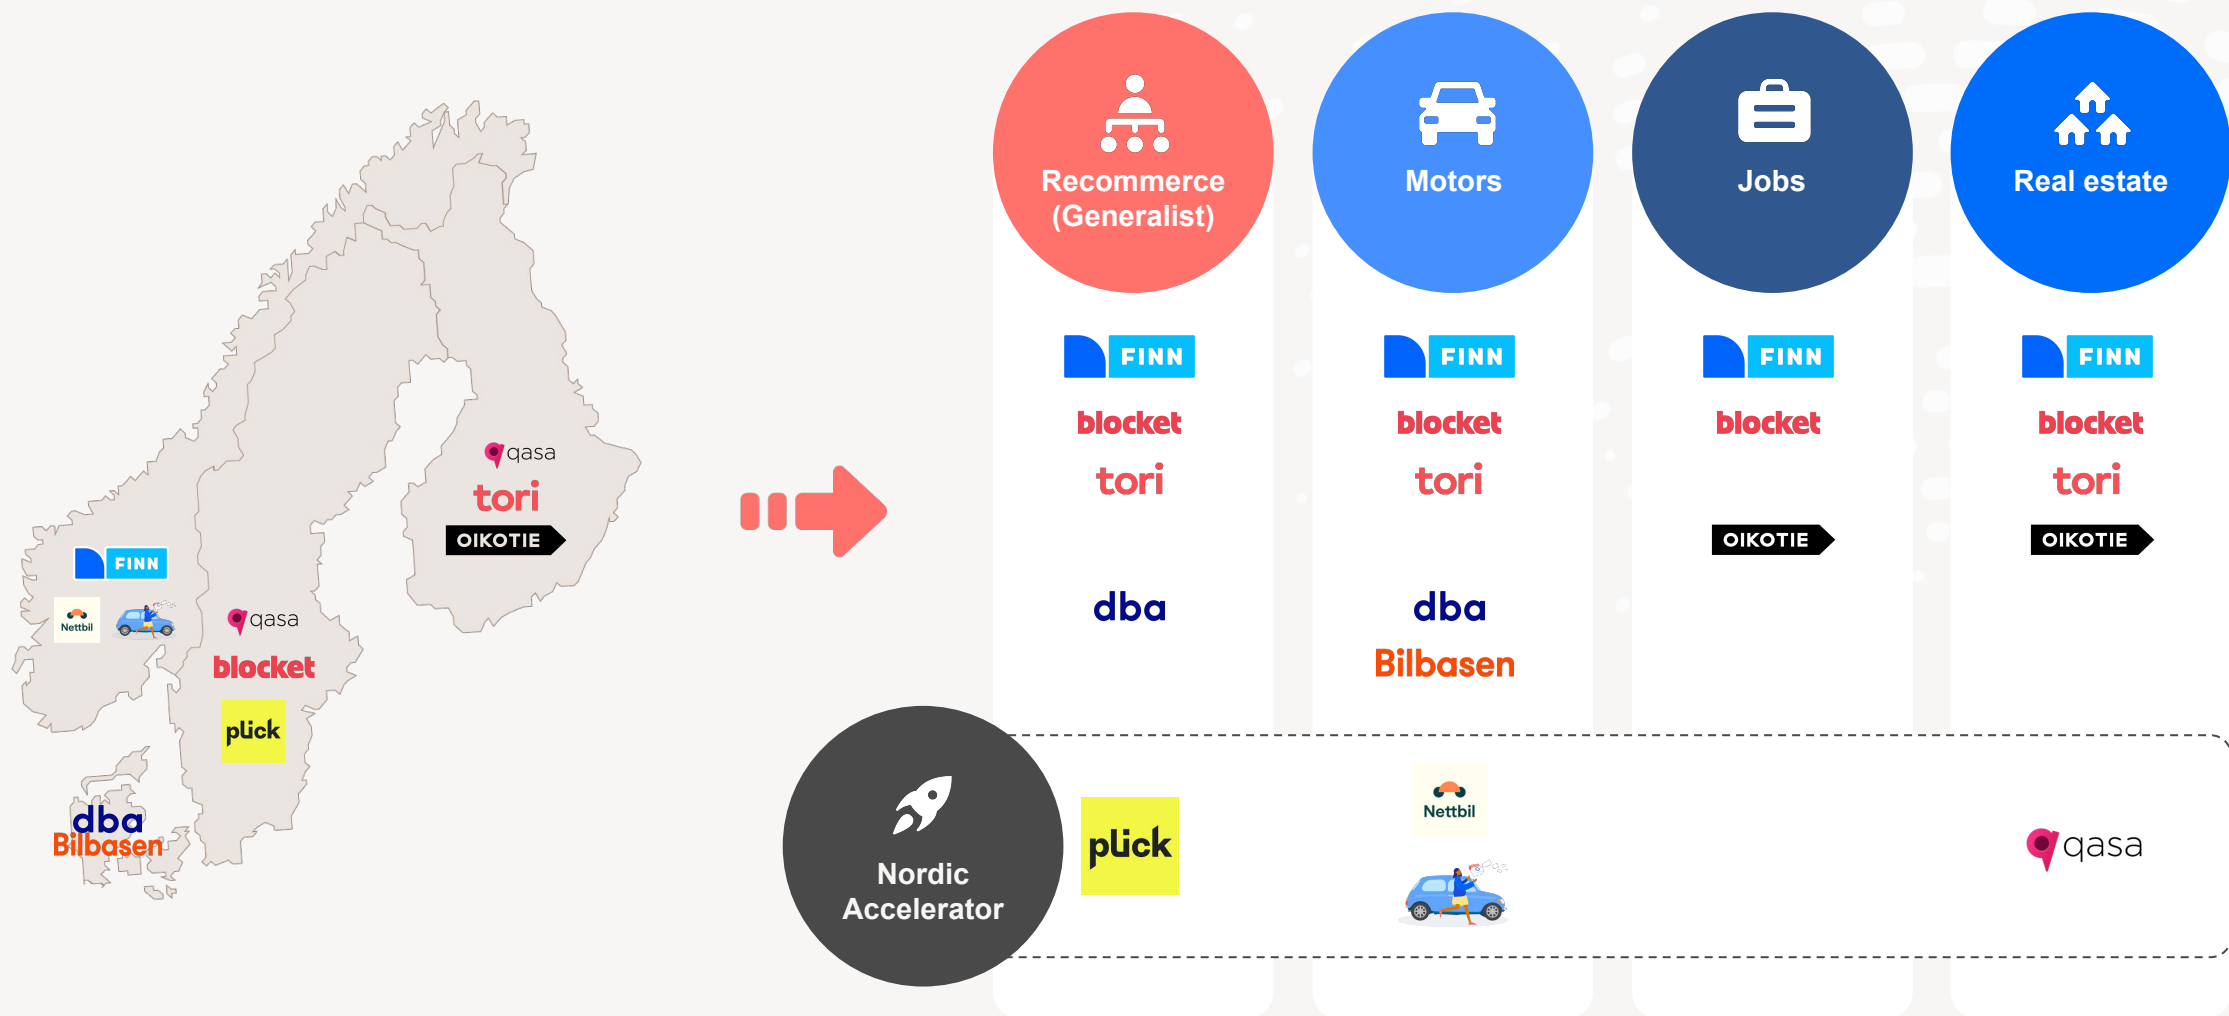 qasa
tori
OIKOTIE
FINN
Nettbil
qasa
blocket
plick
dba
Bilbasen
Recommerce
(Generalist)
Motors
Jobs
Real estate
FINN
FINN
FINN
FINN
blocket
blocket
blocket
blocket
tori
tori
tori
OIKOTIE
OIKOTIE
dba
dba
Bilbasen
Nordic
Accelerator
plick
Nettbil
qasa